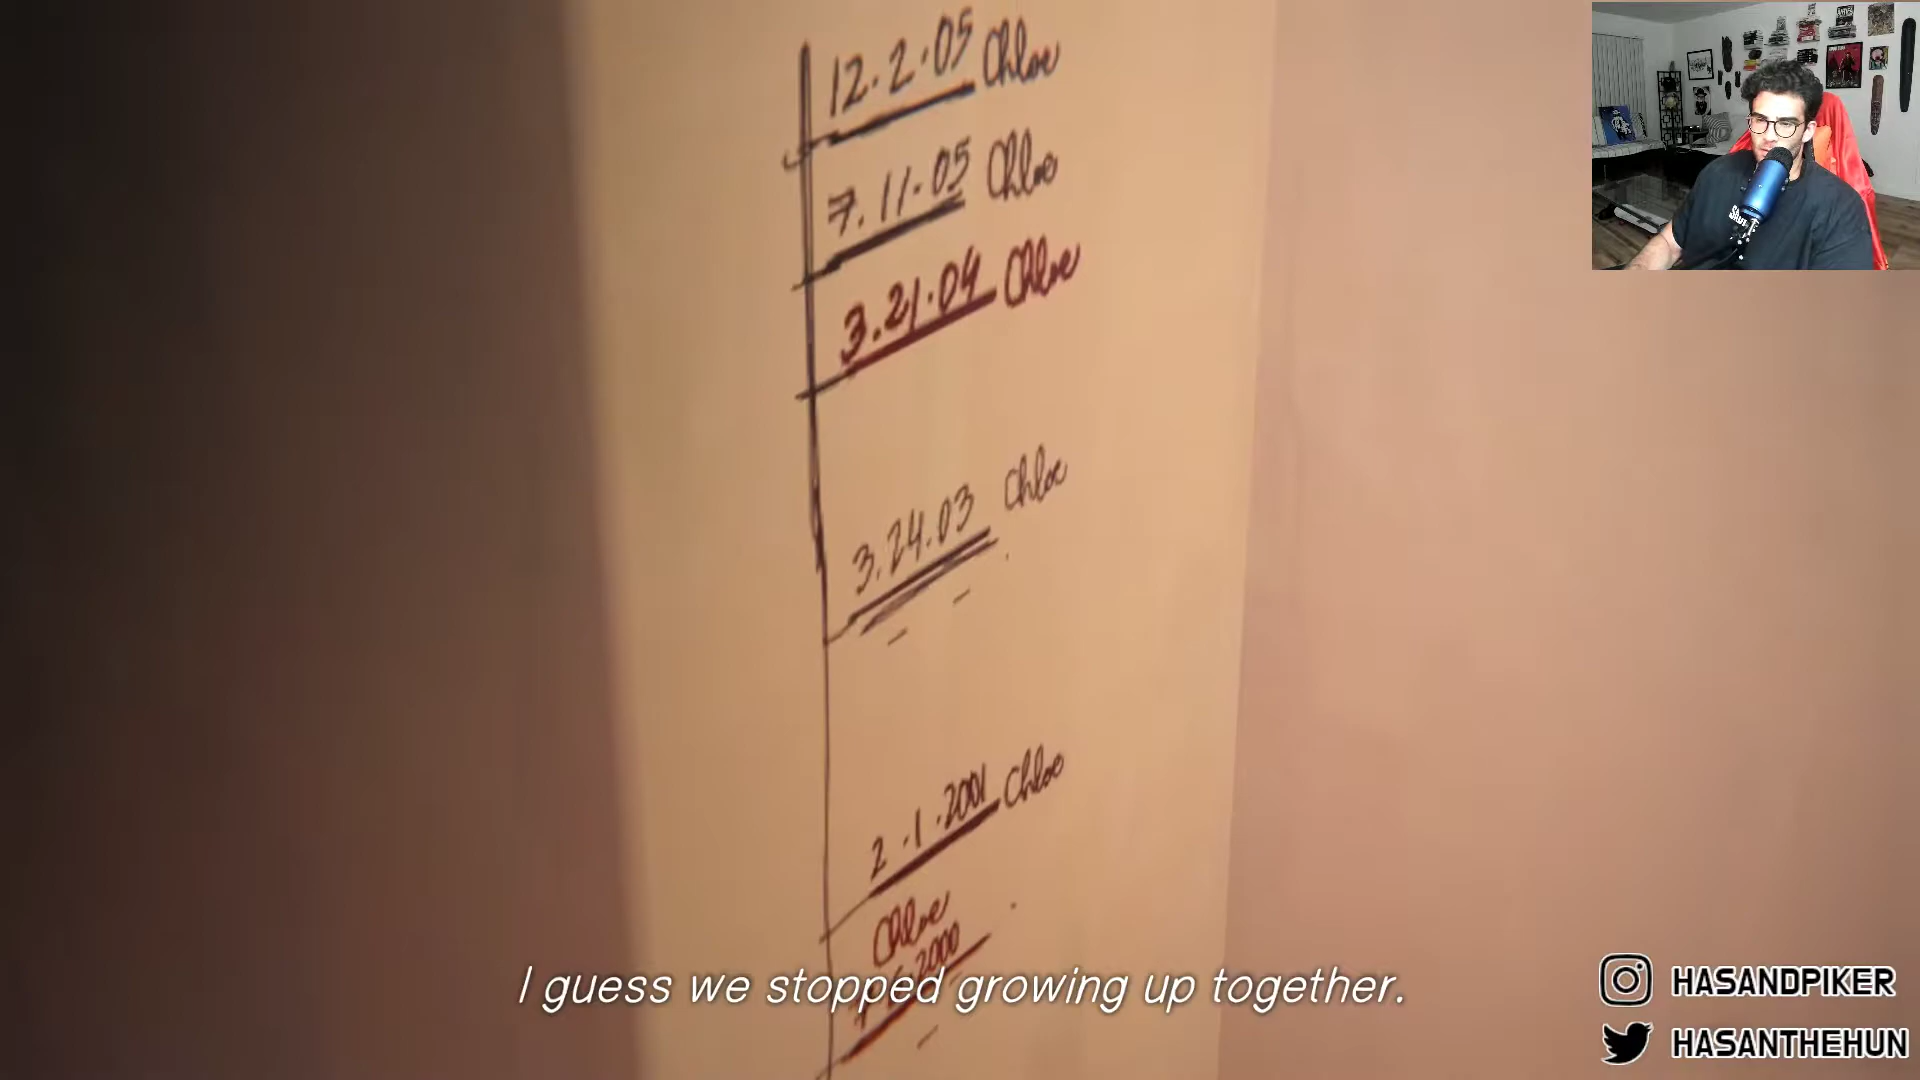 12.2.05 Chloe
7.11.05 Chloe
3.21.04 Chloe
3.24.03 Chloe
2.1.2001 Chloe
Chloe
2000
I guess we stopped growing up together.
HASANDPIKER
HASANTHEHUN